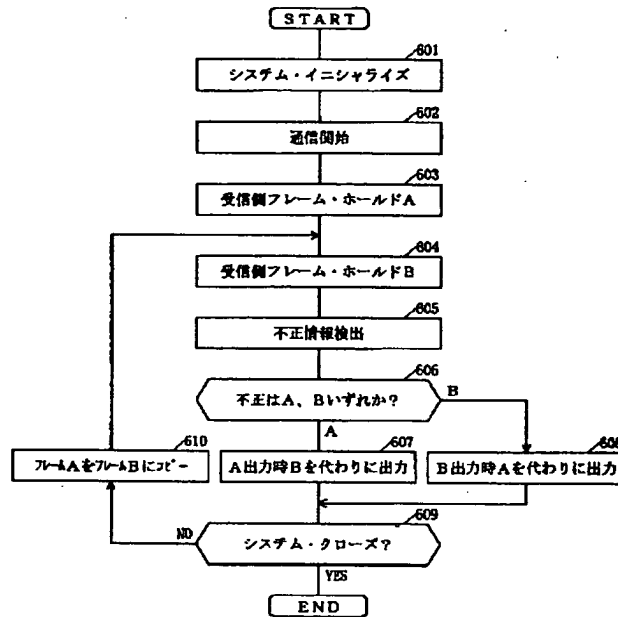 START
601
システム・イニシャライズ
602
通信開始
603
受信側フレーム・ホールドA
604
受信側フレーム・ホールドB
605
不正情報検出
606
不正はA、Bいずれか?
B
A
610
フレームAをフレームBにコピー
607
A出力時Bを代わりに出力
608
B出力時Aを代わりに出力
609
NO
システム・クローズ?
YES
END